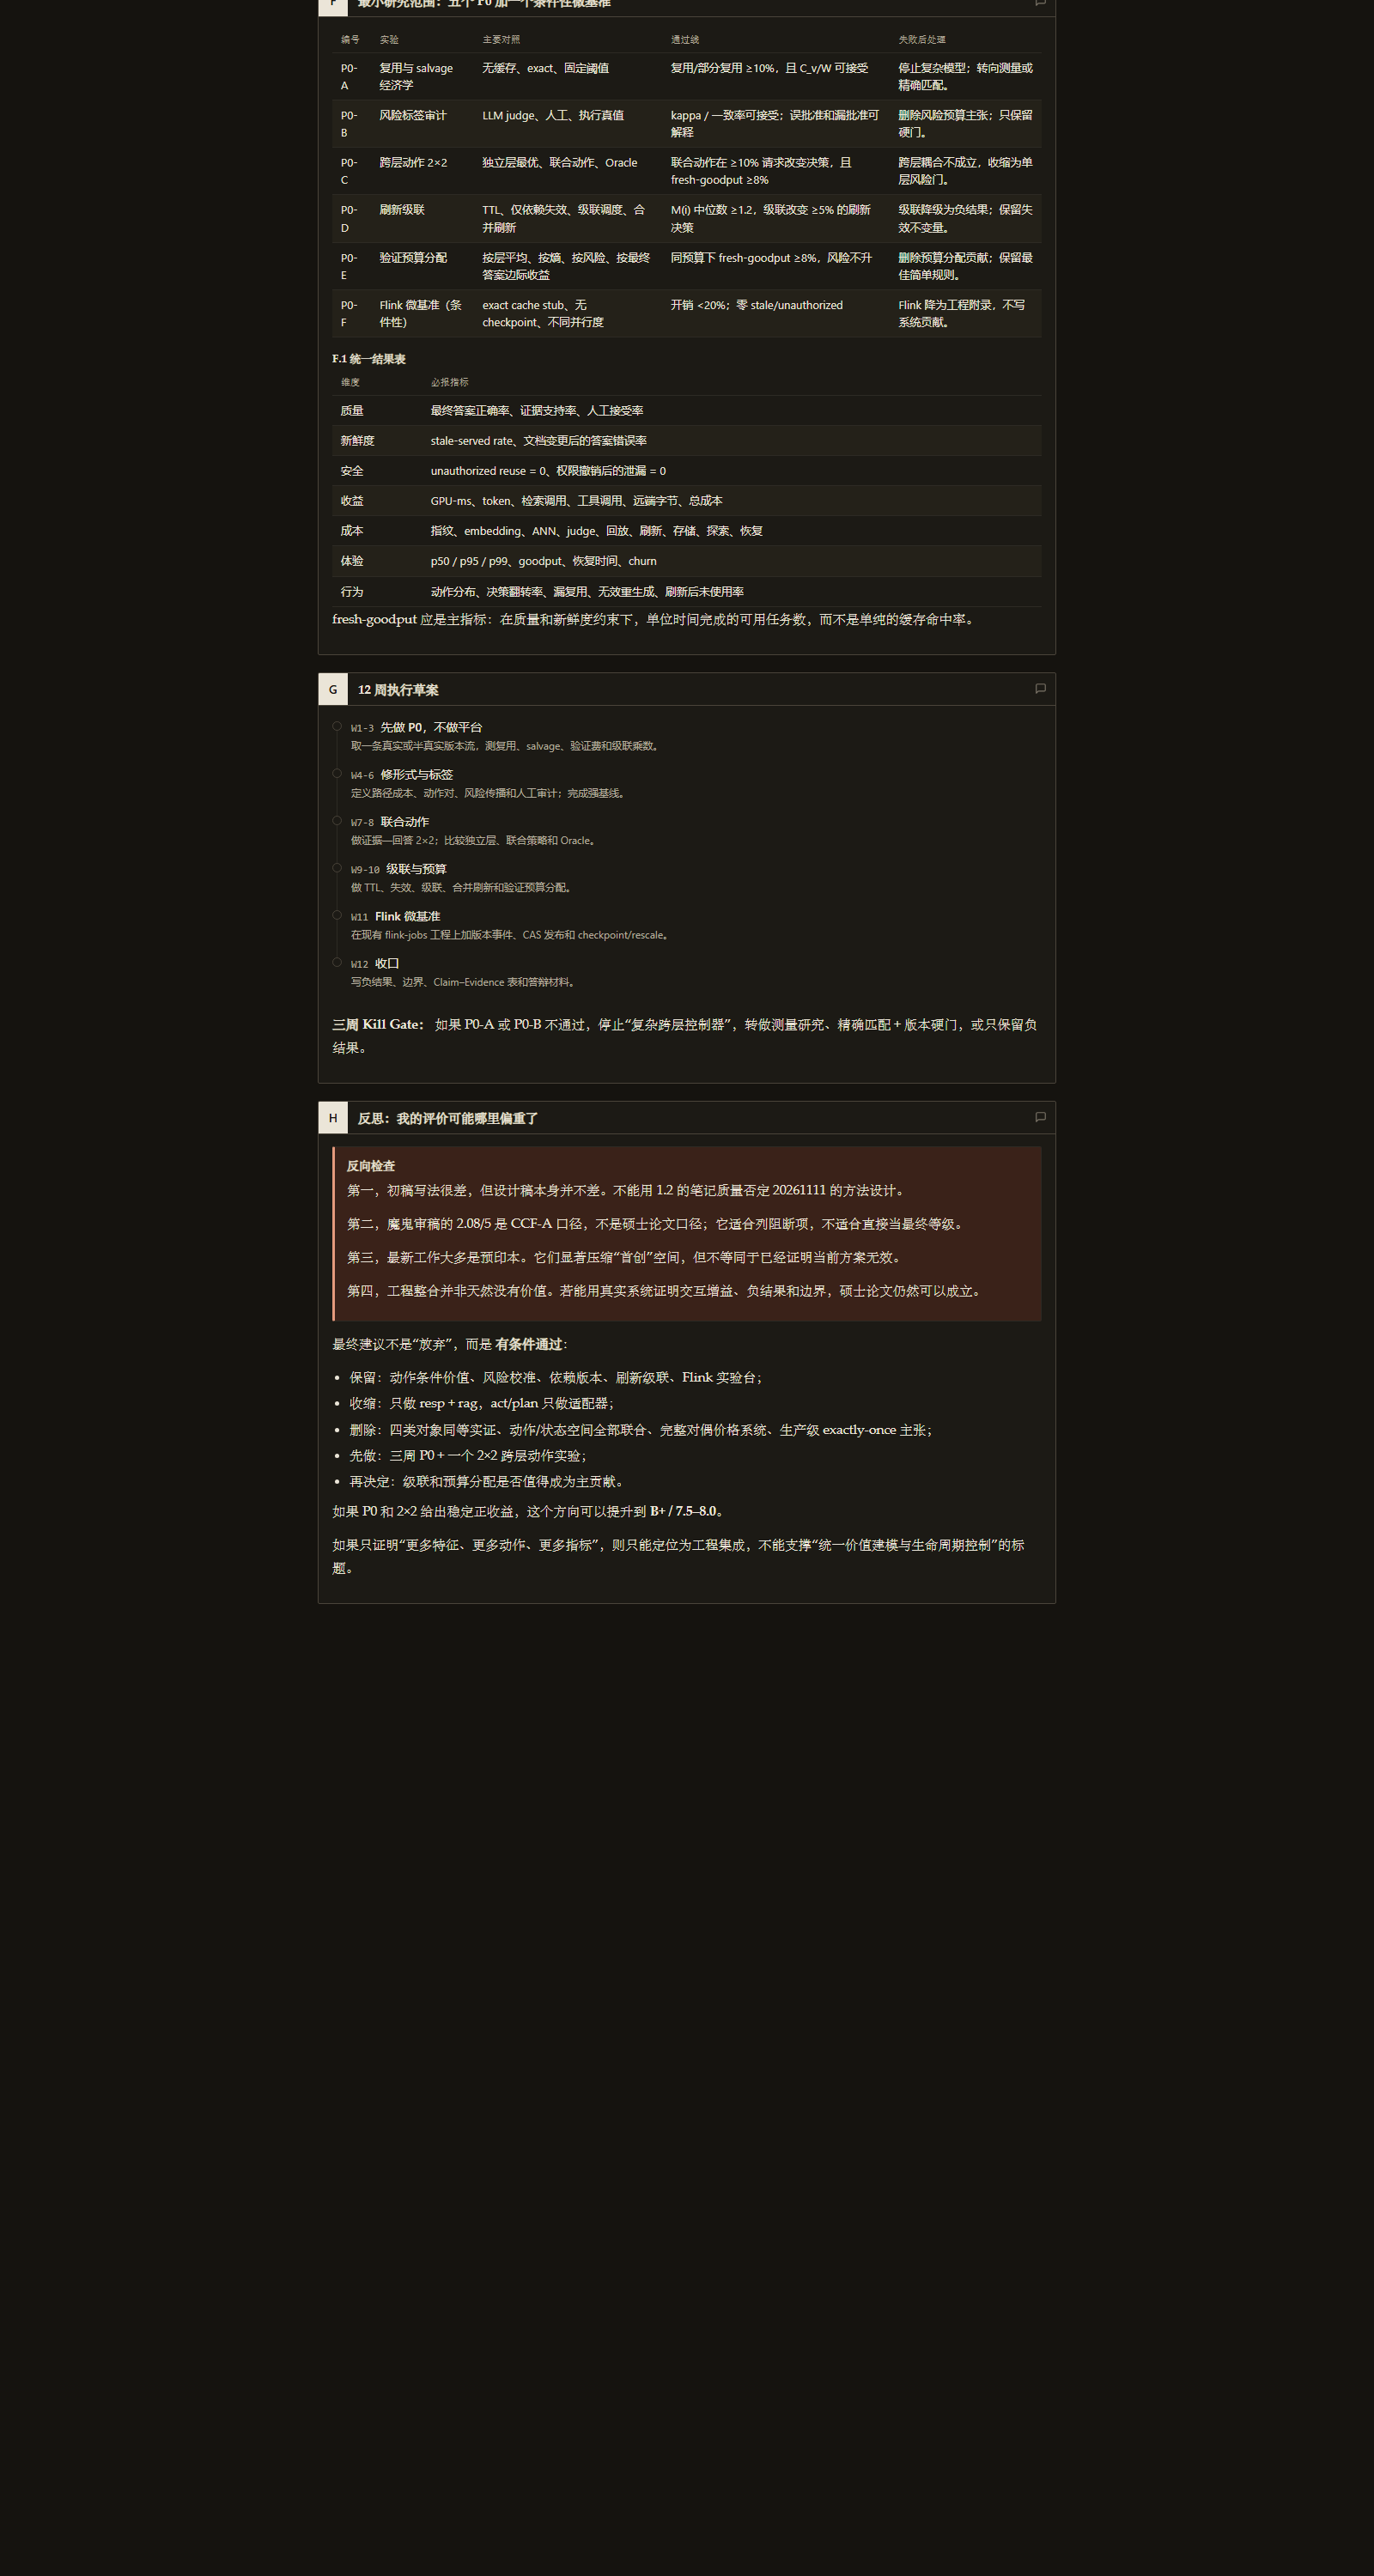 F 最小研究范围：五个 P0 加一个条件性微基准
编号 实验 主要对照 通过线 失败后处理
P0-A 复用与 salvage 经济学 无缓存、exact、固定阈值 复用/部分复用 ≥10%，且 C_v/W 可接受 停止复杂模型；转向测量或精确匹配。
P0-B 风险标签审计 LLM judge、人工、执行真值 kappa / 一致率可接受；误批准和漏批准可解释 删除风险预算主张；只保留硬门。
P0-C 跨层动作 2×2 独立层最优、联合动作、Oracle 联合动作在 ≥10% 请求改变决策，且 fresh-goodput ≥8% 跨层耦合不成立，收缩为单层风险门。
P0-D 刷新级联 TTL、仅依赖失效、级联调度、合并刷新 M(i) 中位数 ≥1.2，级联改变 ≥5% 的刷新决策 级联降级为负结果；保留失效不变量。
P0-E 验证预算分配 按层平均、按熵、按风险、按最终答案边际收益 同预算下 fresh-goodput ≥8%，风险不升 删除预算分配贡献；保留最佳简单规则。
P0-F Flink 微基准（条件性） exact cache stub、无 checkpoint、不同并行度 开销 <20%；零 stale/unauthorized Flink 降为工程附录，不写系统贡献。
F.1 统一结果表
维度 必报指标
质量 最终答案正确率、证据支持率、人工接受率
新鲜度 stale-served rate、文档变更后的答案错误率
安全 unauthorized reuse = 0、权限撤销后的泄漏 = 0
收益 GPU-ms、token、检索调用、工具调用、远端字节、总成本
成本 指纹、embedding、ANN、judge、回放、刷新、存储、探索、恢复
体验 p50 / p95 / p99、goodput、恢复时间、churn
行为 动作分布、决策翻转率、漏复用、无效重生成、刷新后未使用率
fresh-goodput 应是主指标：在质量和新鲜度约束下，单位时间完成的可用任务数，而不是单纯的缓存命中率。
G 12 周执行草案
W1-3 先做 P0，不做平台
取一条真实或半真实版本流，测复用、salvage、验证费和级联乘数。
W4-6 修形式与标签
定义路径成本、动作对、风险传播和人工审计；完成强基线。
W7-8 联合动作
做证据—回答 2×2；比较独立层、联合策略和 Oracle。
W9-10 级联与预算
做 TTL、失效、级联、合并刷新和验证预算分配。
W11 Flink 微基准
在现有 flink-jobs 工程上加版本事件、CAS 发布和 checkpoint/rescale。
W12 收口
写负结果、边界、Claim–Evidence 表和答辩材料。
三周 Kill Gate： 如果 P0-A 或 P0-B 不通过，停止“复杂跨层控制器”，转做测量研究、精确匹配 + 版本硬门，或只保留负
结果。
H 反思：我的评价可能哪里偏重了
反向检查
第一，初稿写法很差，但设计稿本身并不差。不能用 1.2 的笔记质量否定 20261111 的方法设计。
第二，魔鬼审稿的 2.08/5 是 CCF-A 口径，不是硕士论文口径；它适合列阻断项，不适合直接当最终等级。
第三，最新工作大多是预印本。它们显著压缩“首创”空间，但不等同于已经证明当前方案无效。
第四，工程整合并非天然没有价值。若能用真实系统证明交互增益、负结果和边界，硕士论文仍然可以成立。
最终建议不是“放弃”，而是 有条件通过：
• 保留：动作条件价值、风险校准、依赖版本、刷新级联、Flink 实验台；
• 收缩：只做 resp + rag，act/plan 只做适配器；
• 删除：四类对象同等实证、动作/状态空间全部联合、完整对偶价格系统、生产级 exactly-once 主张；
• 先做：三周 P0 + 一个 2×2 跨层动作实验；
• 再决定：级联和预算分配是否值得成为主贡献。
如果 P0 和 2×2 给出稳定正收益，这个方向可以提升到 B+ / 7.5–8.0。
如果只证明“更多特征、更多动作、更多指标”，则只能定位为工程集成，不能支撑“统一价值建模与生命周期控制”的标
题。